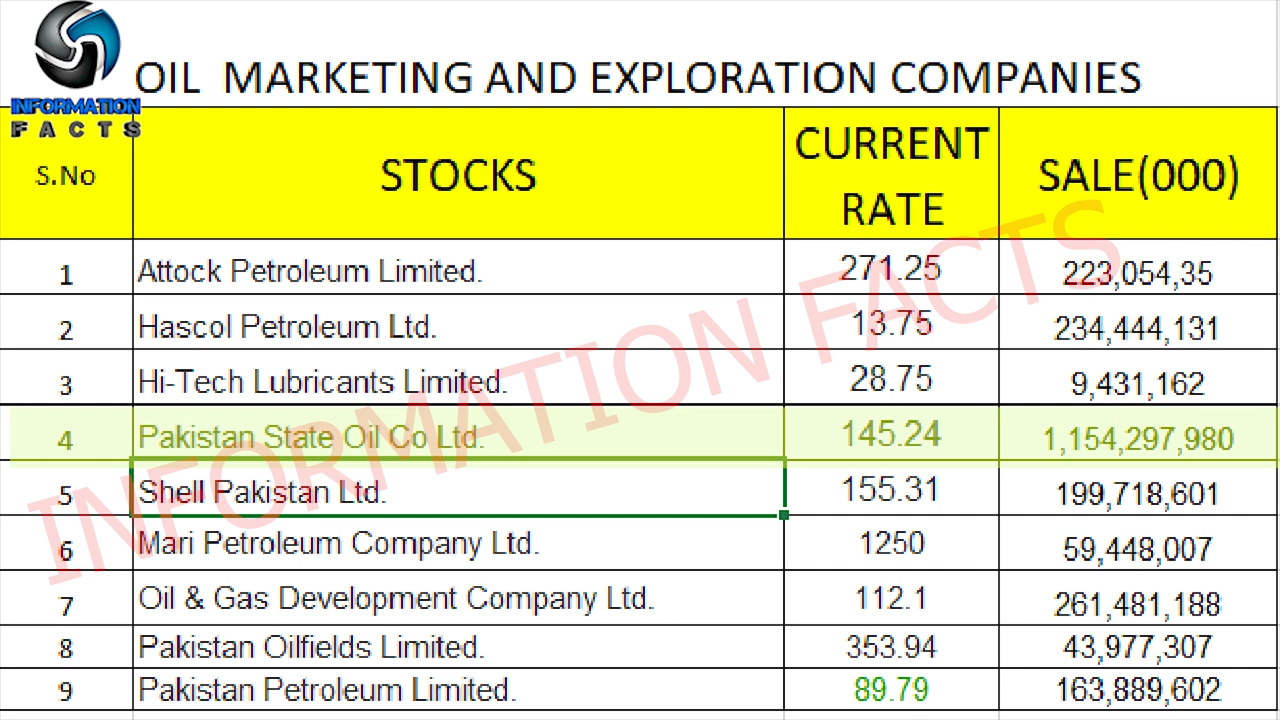 INFORMATION
FACTS
OIL MARKETING AND EXPLORATION COMPANIES
S.No STOCKS CURRENT RATE SALE(000)
1 Attock Petroleum Limited. 271.25 223,054,35
2 Hascol Petroleum Ltd. 13.75 234,444,131
3 Hi-Tech Lubricants Limited. 28.75 9,431,162
4 Pakistan State Oil Co Ltd. 145.24 1,154,297,980
5 Shell Pakistan Ltd. 155.31 199,718,601
6 Mari Petroleum Company Ltd. 1250 59,448,007
7 Oil & Gas Development Company Ltd. 112.1 261,481,188
8 Pakistan Oilfields Limited. 353.94 43,977,307
9 Pakistan Petroleum Limited. 89.79 163,889,602
INFORMATION FACTS